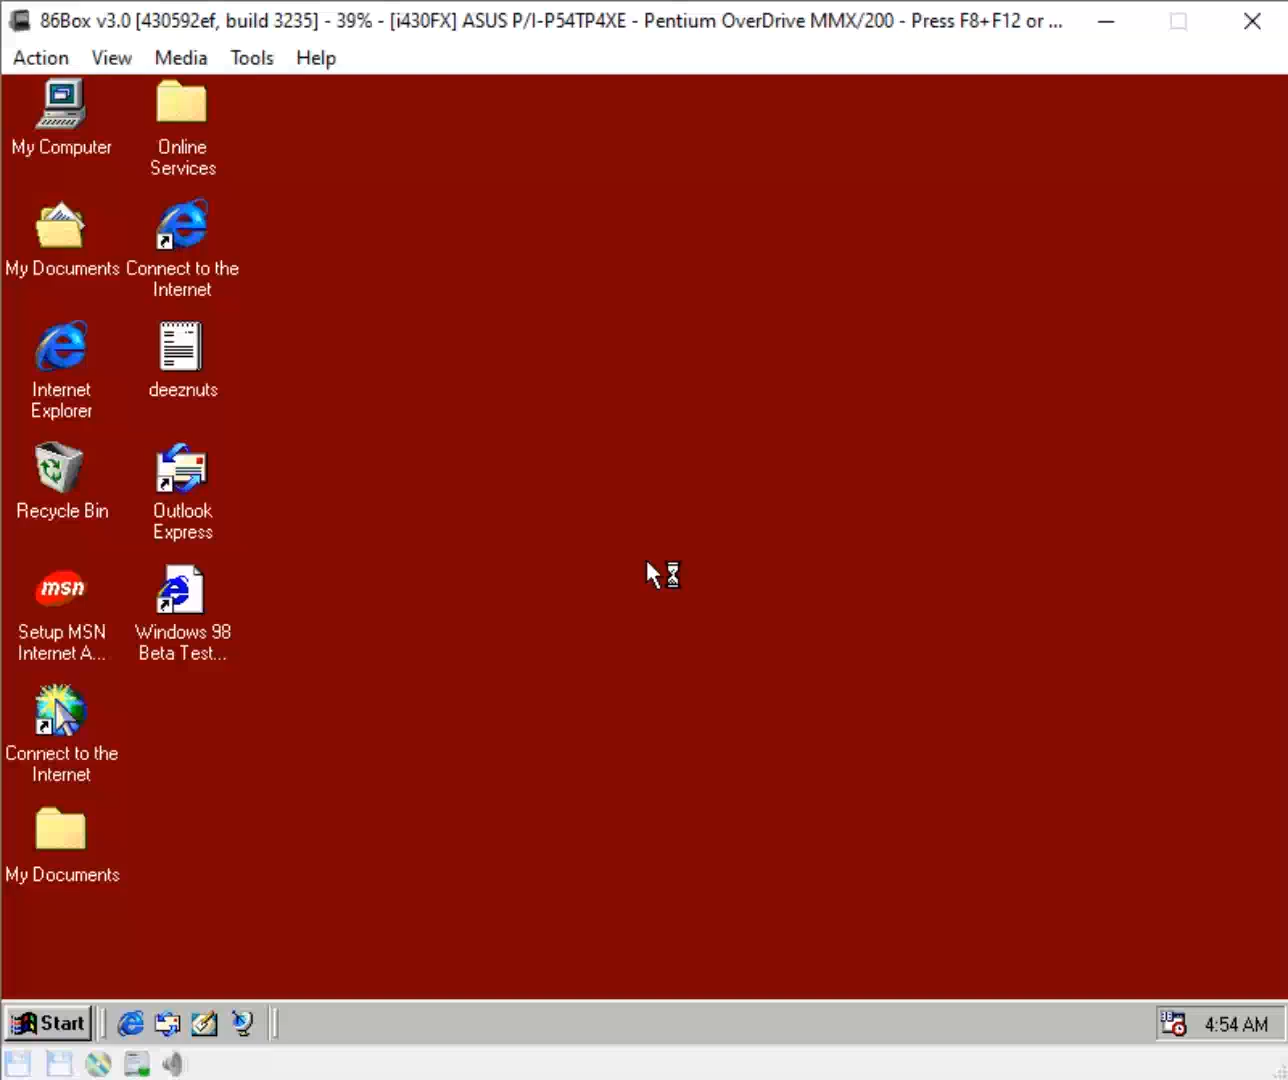 86Box v3.0 [430592ef, build 3235] - 39% - [i430FX] ASUS P/I-P54TP4XE - Pentium OverDrive MMX/200 - Press F8+F12 or ...
Action View Media Tools Help
My Computer
Online
Services
My Documents
Connect to the
Internet
Internet
Explorer
deeznuts
Recycle Bin
Outlook
Express
msn
Setup MSN
Internet A...
Windows 98
Beta Test...
Connect to the
Internet
My Documents
Start
4:54 AM